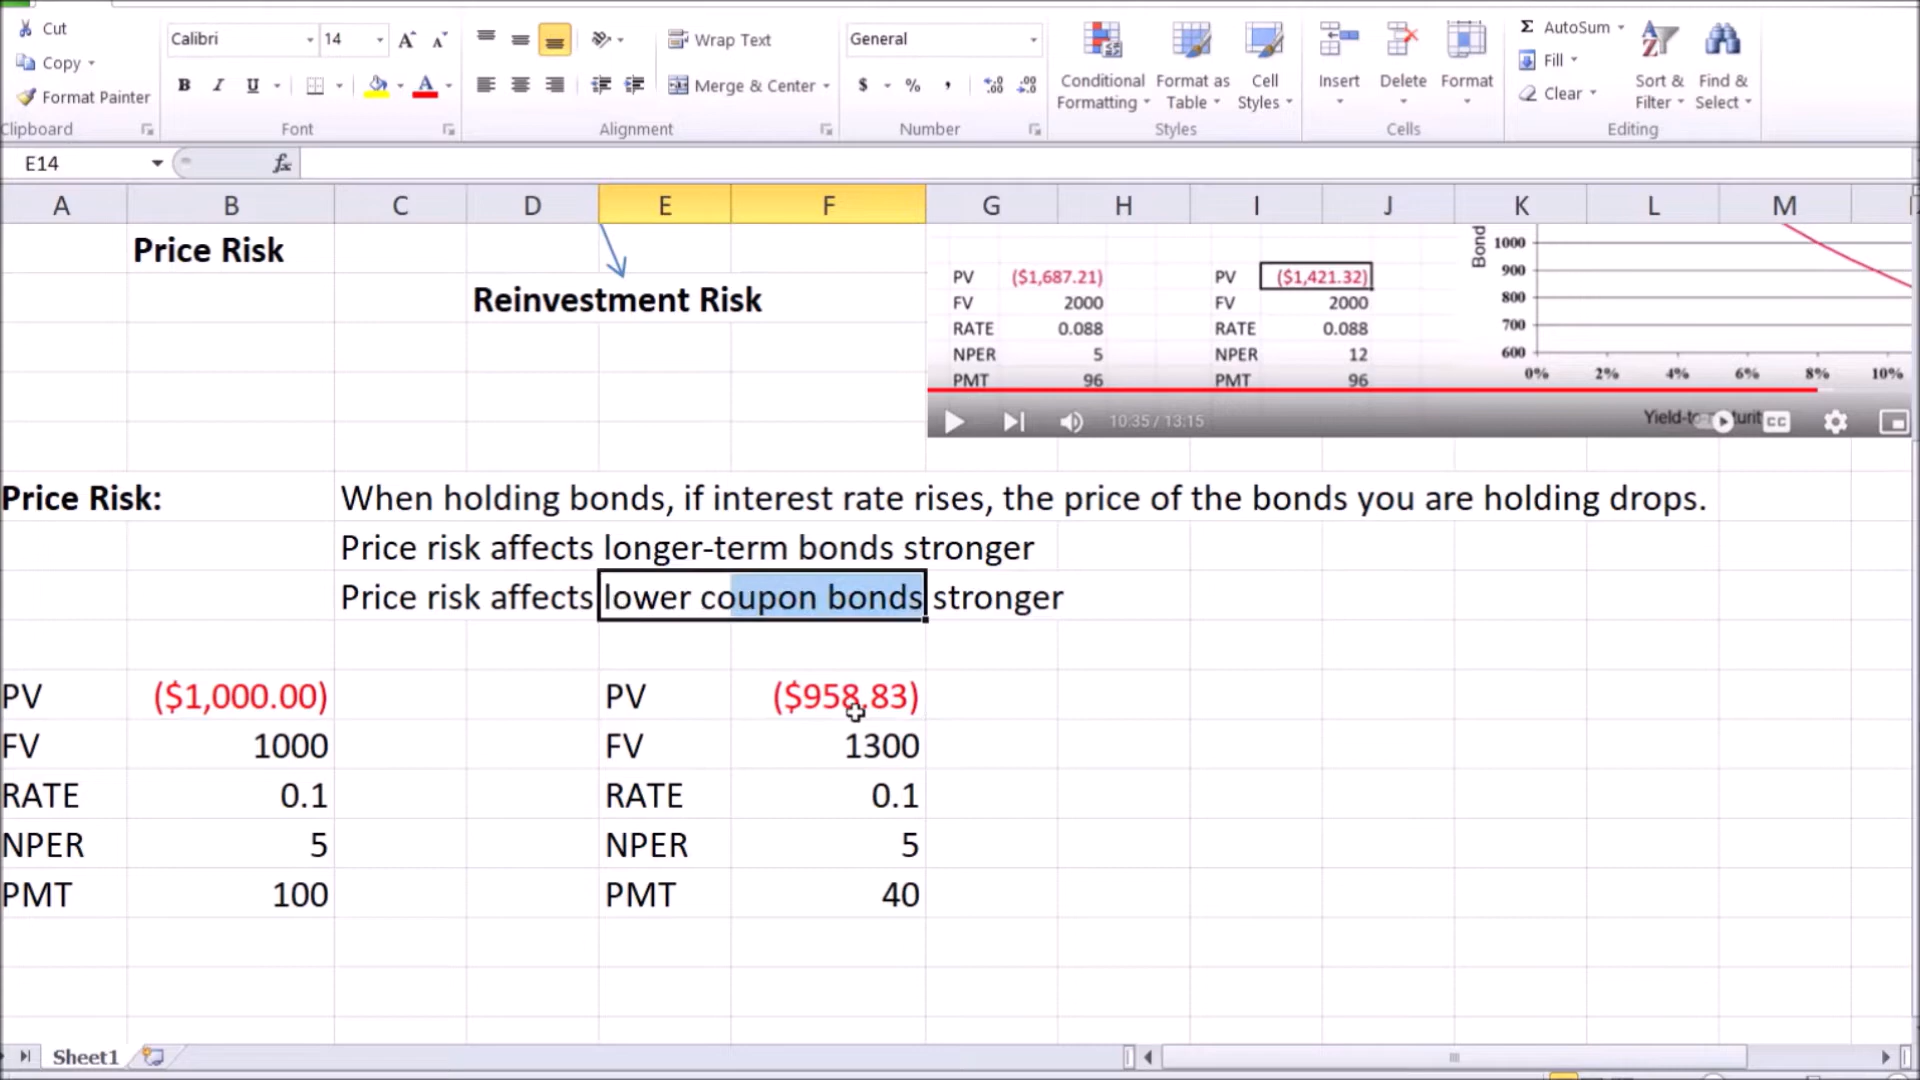 Cut
Copy
Format Painter
Clipboard
Calibri 14
B I U
Font
Wrap Text
Merge & Center
Alignment
General
$ % ,
Number
Conditional Formatting
Format as Table
Cell Styles
Styles
Insert
Delete
Format
Cells
Σ AutoSum
Fill
Clear
Sort & Filter
Find & Select
Editing
E14 fx
A B C D E F G H I J K L M
Price Risk
Reinvestment Risk
PV ($1,687.21) PV ($1,421.32)
FV 2000 FV 2000
RATE 0.088 RATE 0.088
NPER 5 NPER 12
PMT 96 PMT 96
Bond
1000
900
800
700
600
0% 2% 4% 6% 8% 10%
10:35 / 13:15
CC
Price Risk: When holding bonds, if interest rate rises, the price of the bonds you are holding drops.
Price risk affects longer-term bonds stronger
Price risk affects lower coupon bonds stronger
PV ($1,000.00) PV ($958.83)
FV 1000 FV 1300
RATE 0.1 RATE 0.1
NPER 5 NPER 5
PMT 100 PMT 40
Sheet1